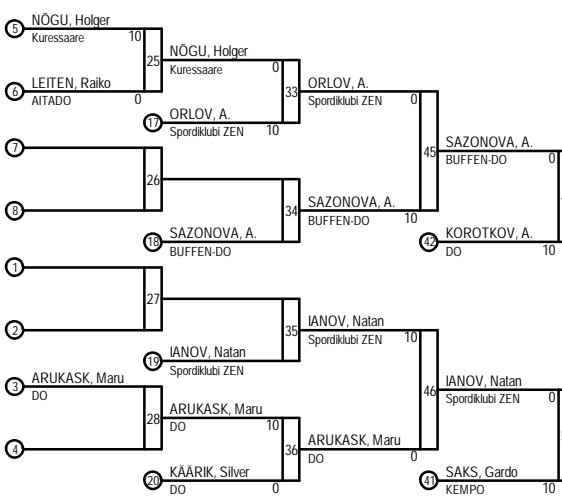 5
NÕGU, Holger
Kuressaare
10
25
6
LEITEN, Raiko
AITADO
0
NÕGU, Holger
Kuressaare
0
33
17
ORLOV, A.
Spordiklubi ZEN
10
ORLOV, A.
Spordiklubi ZEN
0
45
7
26
8
34
18
SAZONOVA, A.
BUFFEN-DO
SAZONOVA, A.
BUFFEN-DO
10
SAZONOVA, A.
BUFFEN-DO
0
42
KOROTKOV, A.
DO
10
1
27
2
35
19
IANOV, Natan
Spordiklubi ZEN
IANOV, Natan
Spordiklubi ZEN
10
46
3
ARUKASK, Maru
DO
28
4
ARUKASK, Maru
DO
10
36
20
KÄÄRIK, Silver
DO
0
ARUKASK, Maru
DO
0
IANOV, Natan
Spordiklubi ZEN
0
41
SAKS, Gardo
KEMPO
10